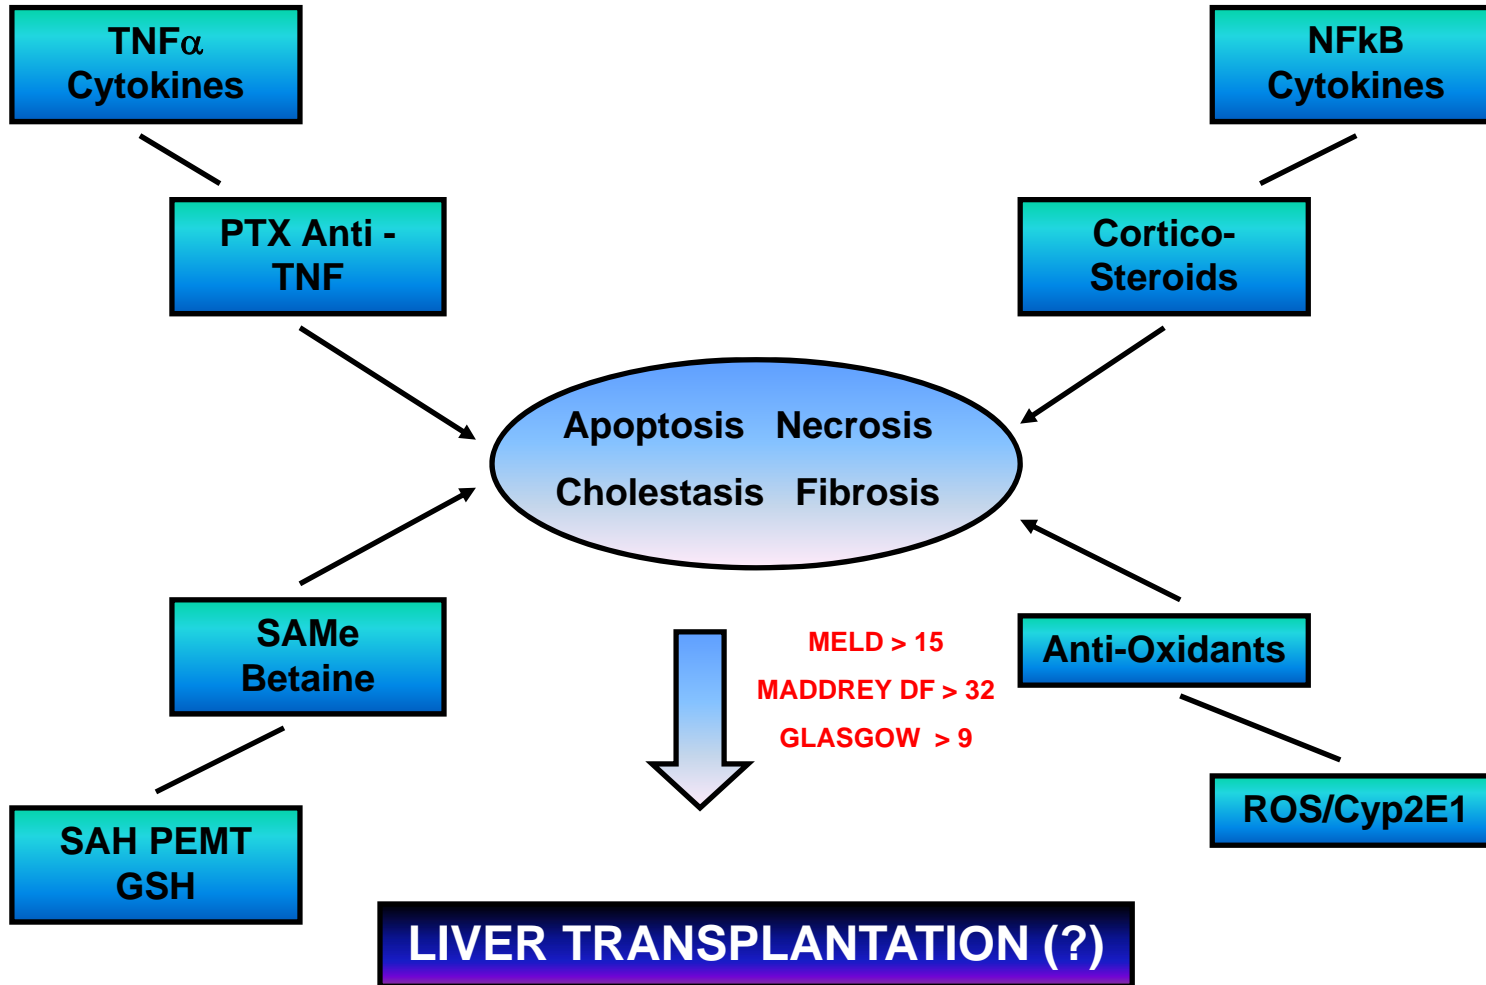 TNFα
Cytokines
NFkB
Cytokines
PTX Anti -
TNF
Cortico-
Steroids
Apoptosis Necrosis
Cholestasis Fibrosis
SAMe
Betaine
MELD > 15
MADDREY DF > 32
GLASGOW > 9
Anti-Oxidants
SAH PEMT
GSH
ROS/Cyp2E1
LIVER TRANSPLANTATION (?)